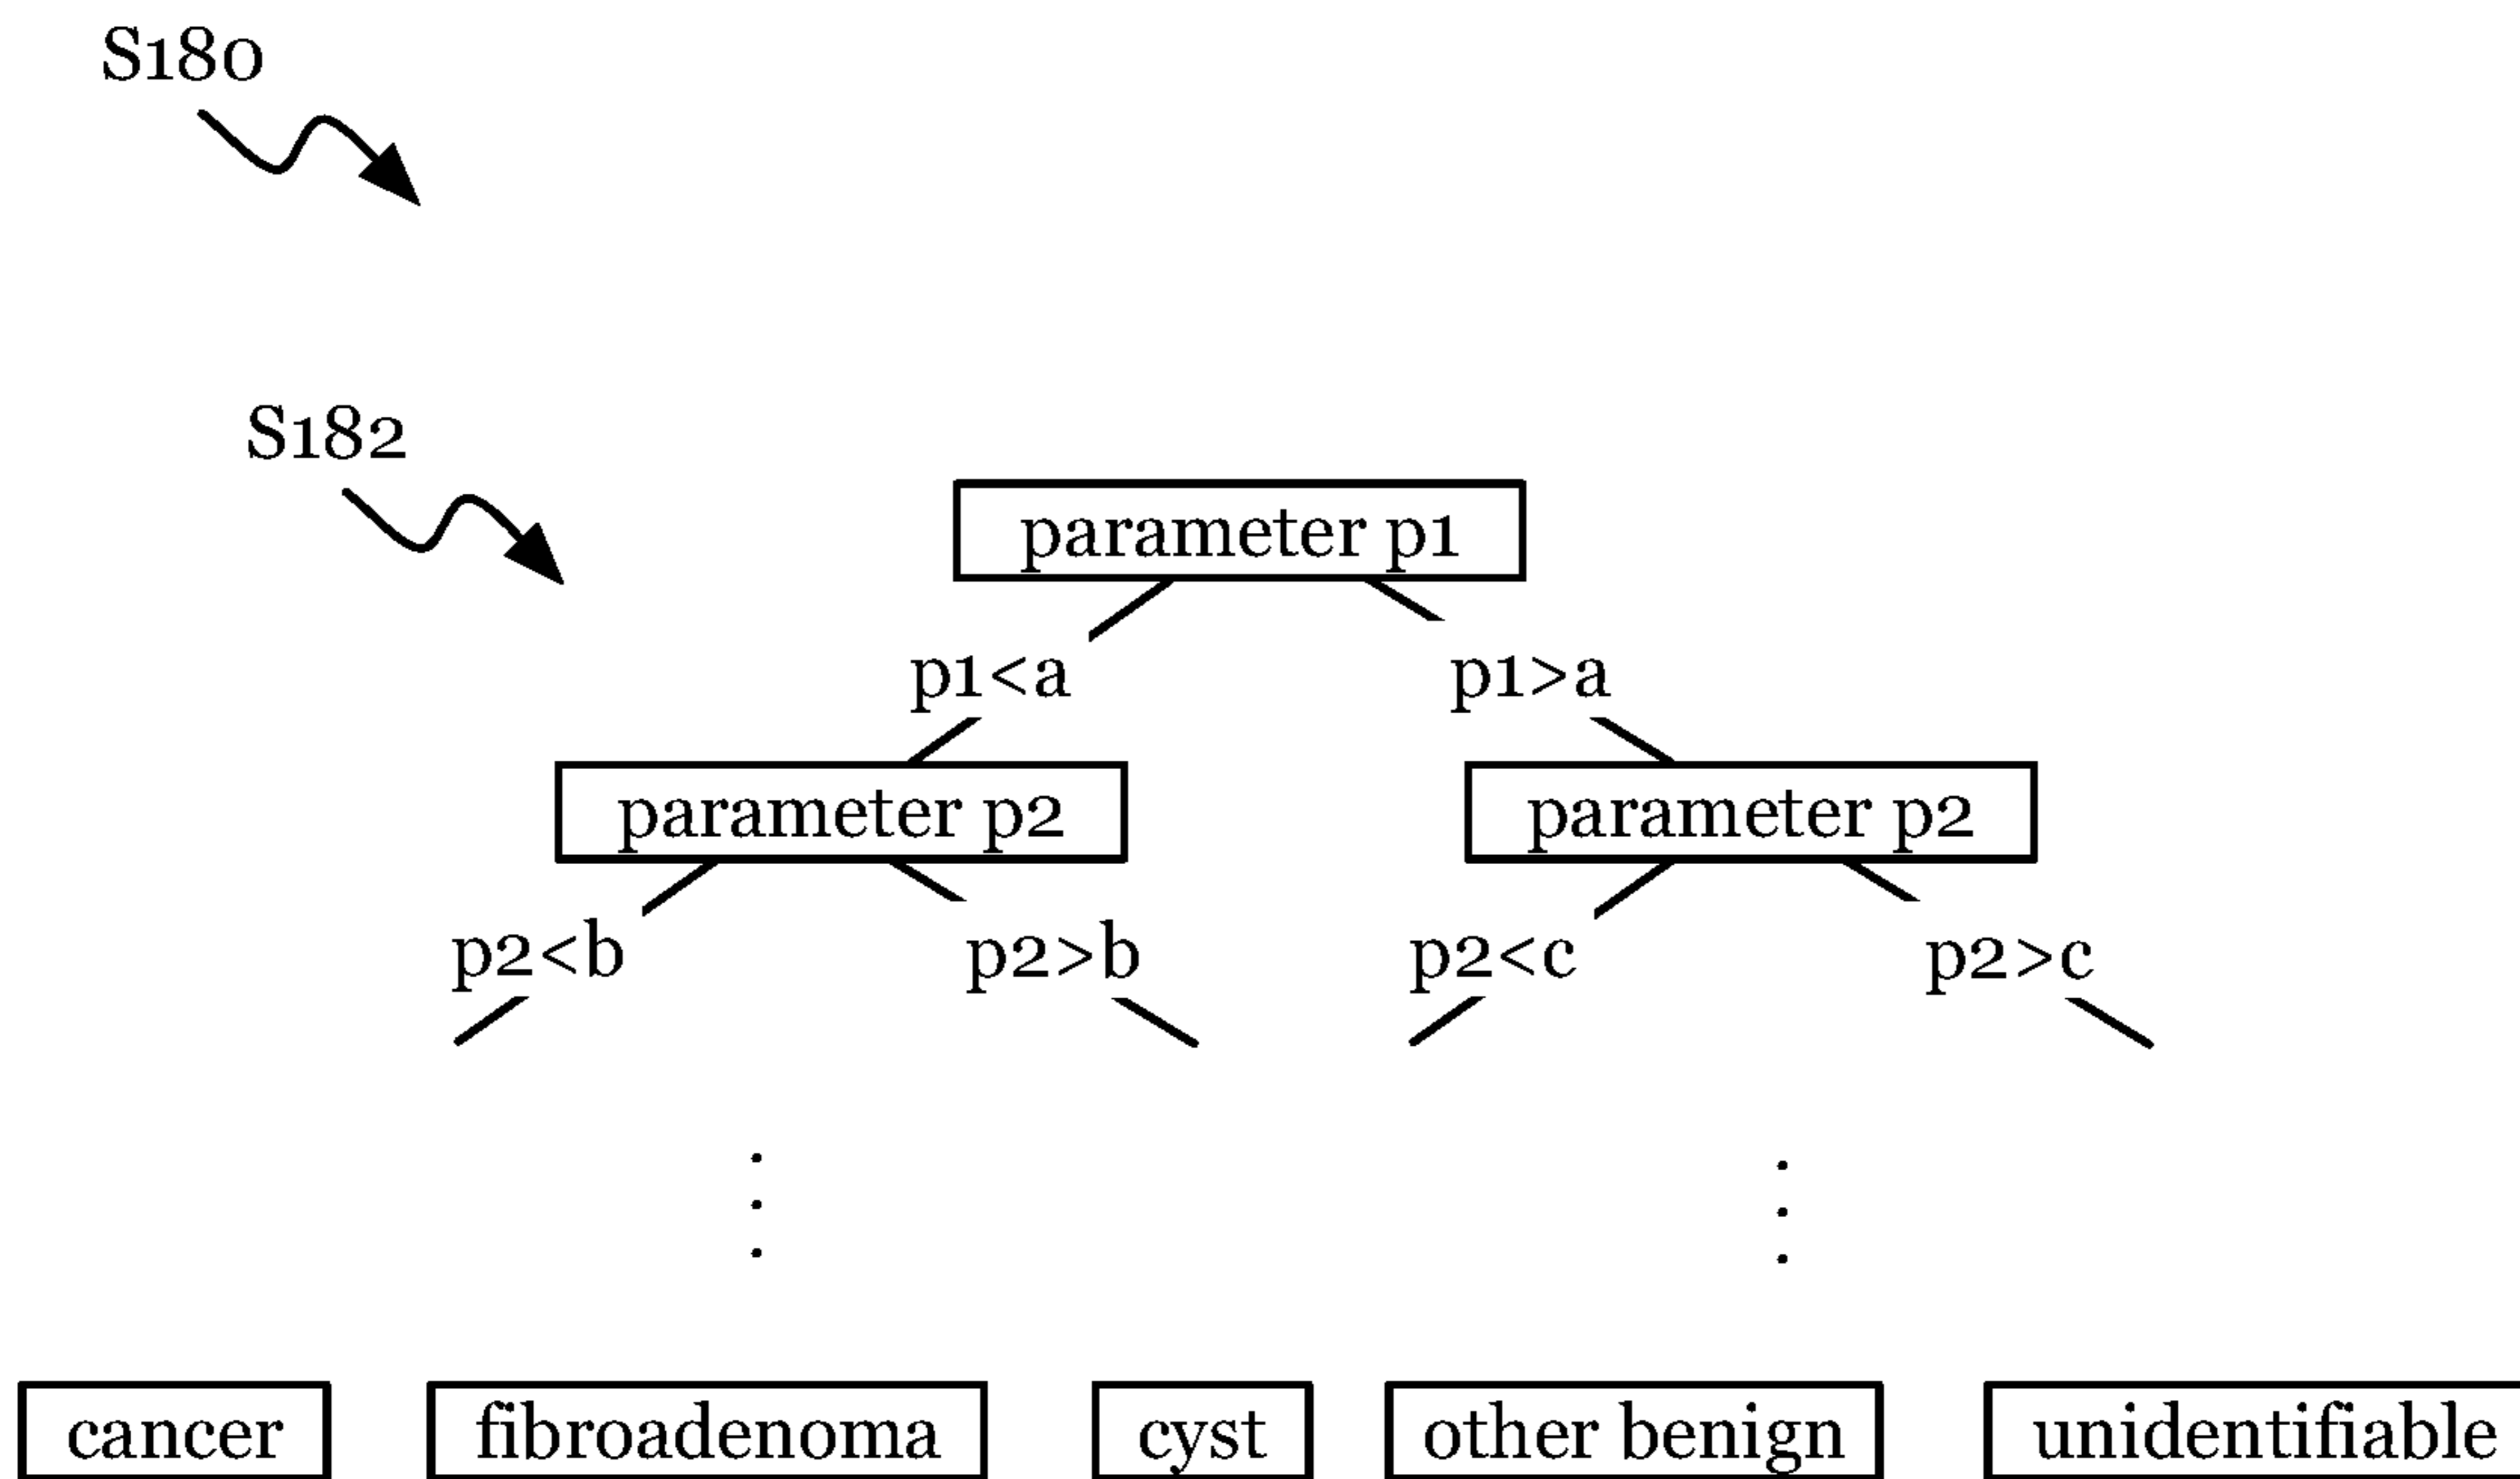 S180
S182
parameter p1
p1<a p1>a
parameter p2 parameter p2
p2<b p2>b p2<c p2>c
cancer fibroadenoma cyst other benign unidentifiable